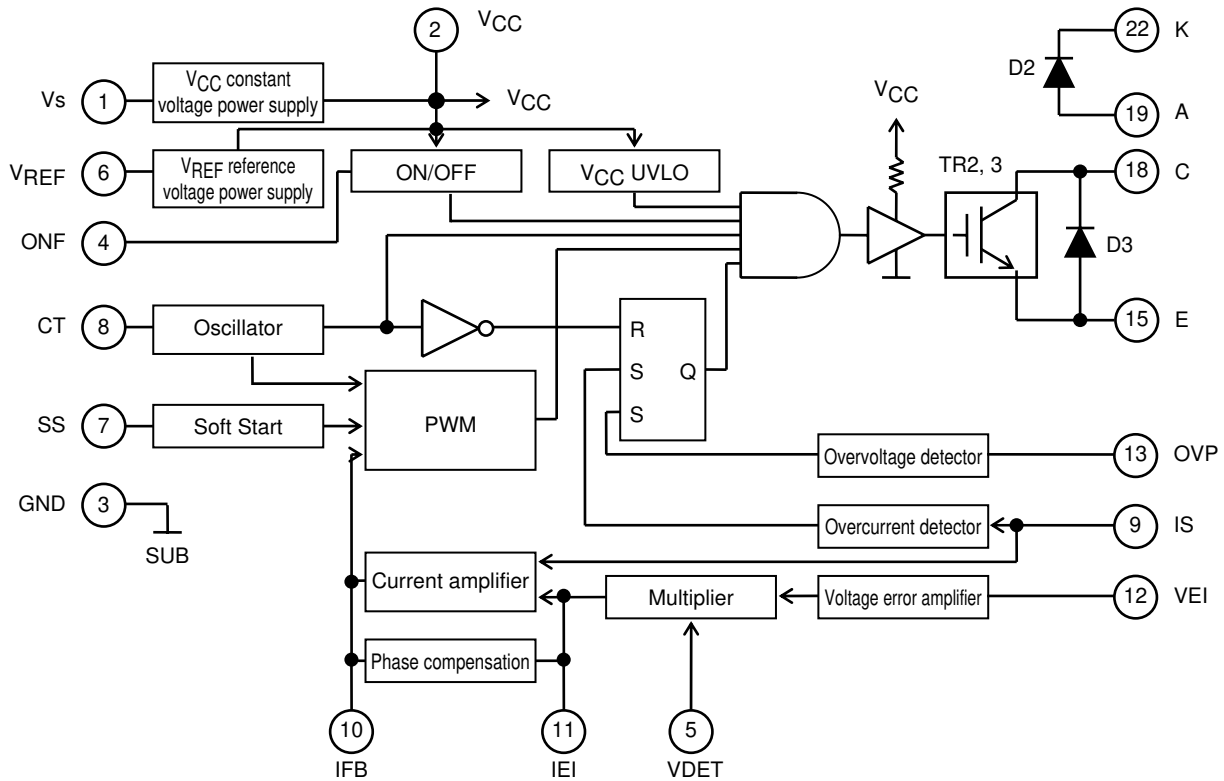 2 VCC
22 K
D2
VCC constant
voltage power supply
Vs 1
VCC
VCC
19 A
VREF 6
VREF reference
voltage power supply
ON/OFF
VCC UVLO
TR2, 3
18 C
ONF 4
D3
CT 8
Oscillator
R
S Q
S
15 E
SS 7
Soft Start
PWM
Overvoltage detector
13 OVP
GND 3
SUB
Overcurrent detector
9 IS
Current amplifier
Multiplier
Voltage error amplifier
12 VEI
Phase compensation
10
11
5
IFB
IEI
VDET